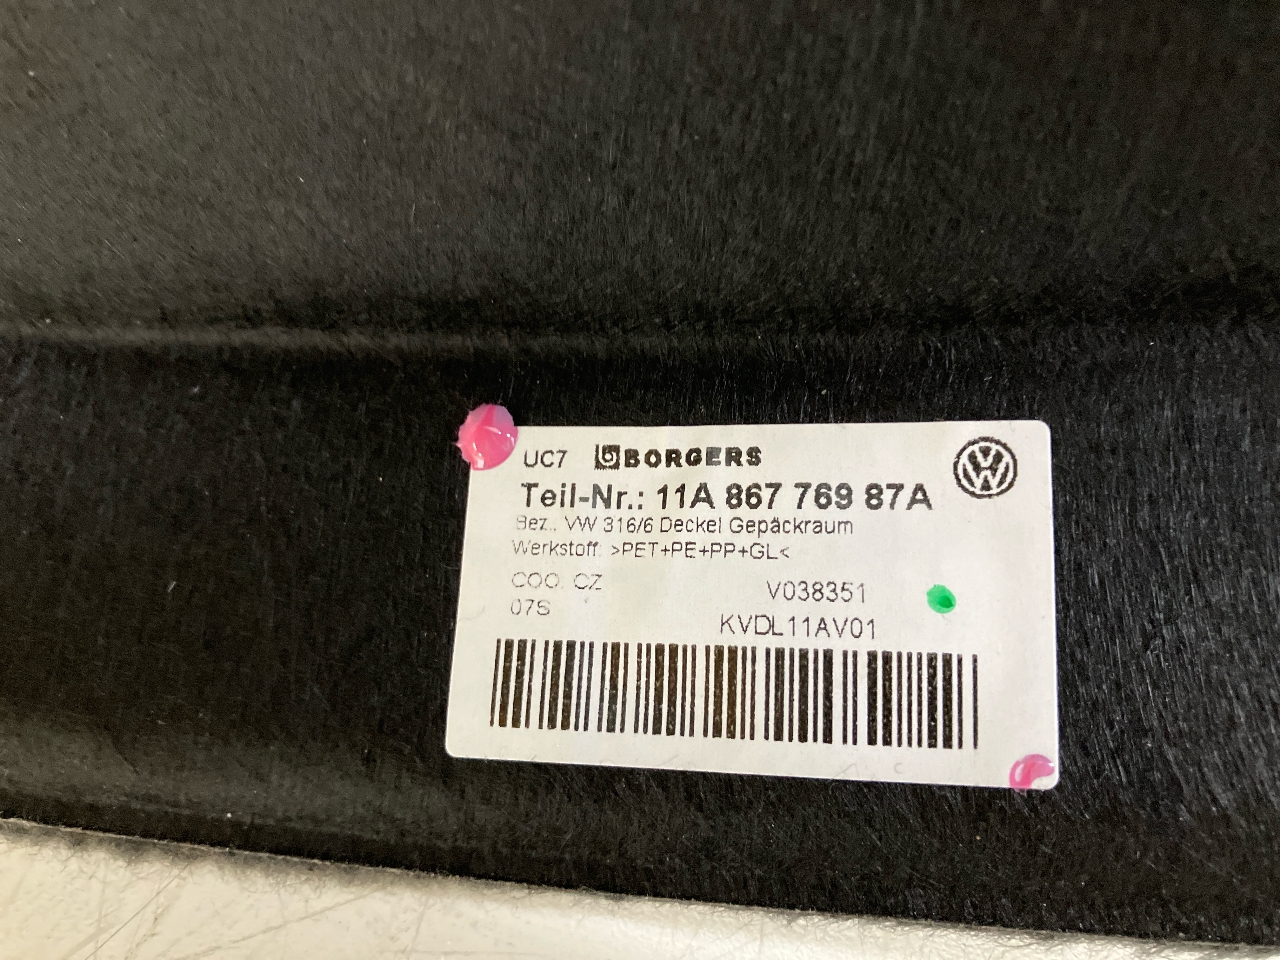 UC7 BORGERS
Teil-Nr.: 11A 867 769 87A
Bez.: VW 316/6 Deckel Gepäckraum
Werkstoff: >PET+PE+PP+GL<
COO: CZ V038351
07S KVDL11AV01